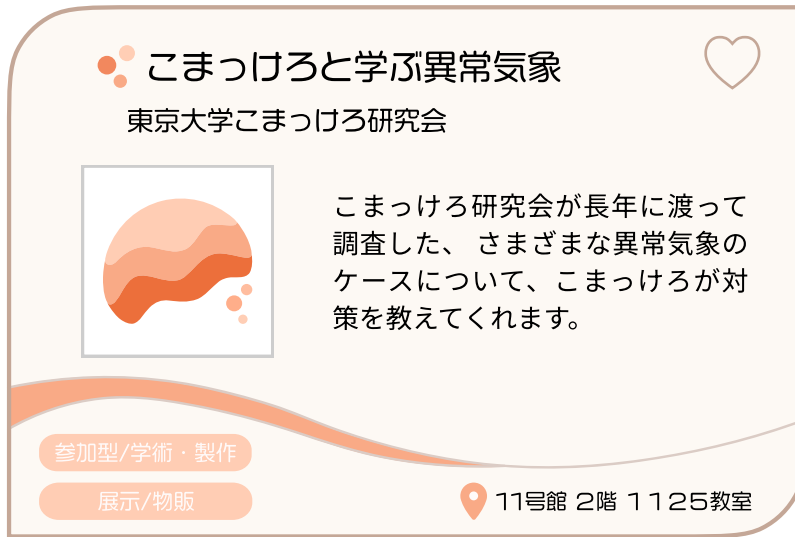 こまっけろと学ぶ異常気象
東京大学こまっけろ研究会
こまっけろ研究会が長年に渡って
調査した、 さまざまな異常気象の
ケースについて、こまっけろが対
策を教えてくれます。
参加型/学術・製作
展示/物販
11号館 2階 1125教室